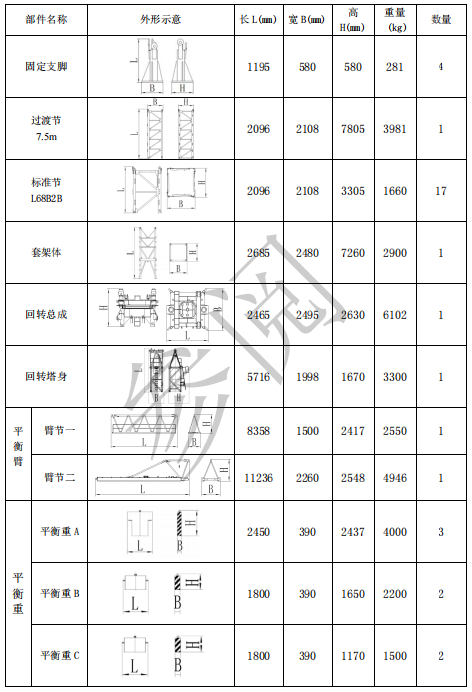 部件名称 外形示意 长 L(mm) 宽 B(mm) 高 H(mm) 重量 (kg) 数量
固定支脚 L B H 1195 580 580 281 4
过渡节 7.5m B H L 2096 2108 7805 3981 1
标准节 L68B2B L B H 2096 2108 3305 1660 17
套架体 L B H 2685 2480 7260 2900 1
回转总成 H L B 2465 2495 2630 6102 1
回转塔身 L B H 5716 1998 1670 3300 1
平衡臂 臂节一 L B H 8358 1500 2417 2550 1
臂节二 L B H 11236 2260 2548 4946 1
平衡重 平衡重 A L B H 2450 390 2437 4000 3
平衡重 B L B H 1800 390 1650 2200 2
平衡重 C L B H 1800 390 1170 1500 2